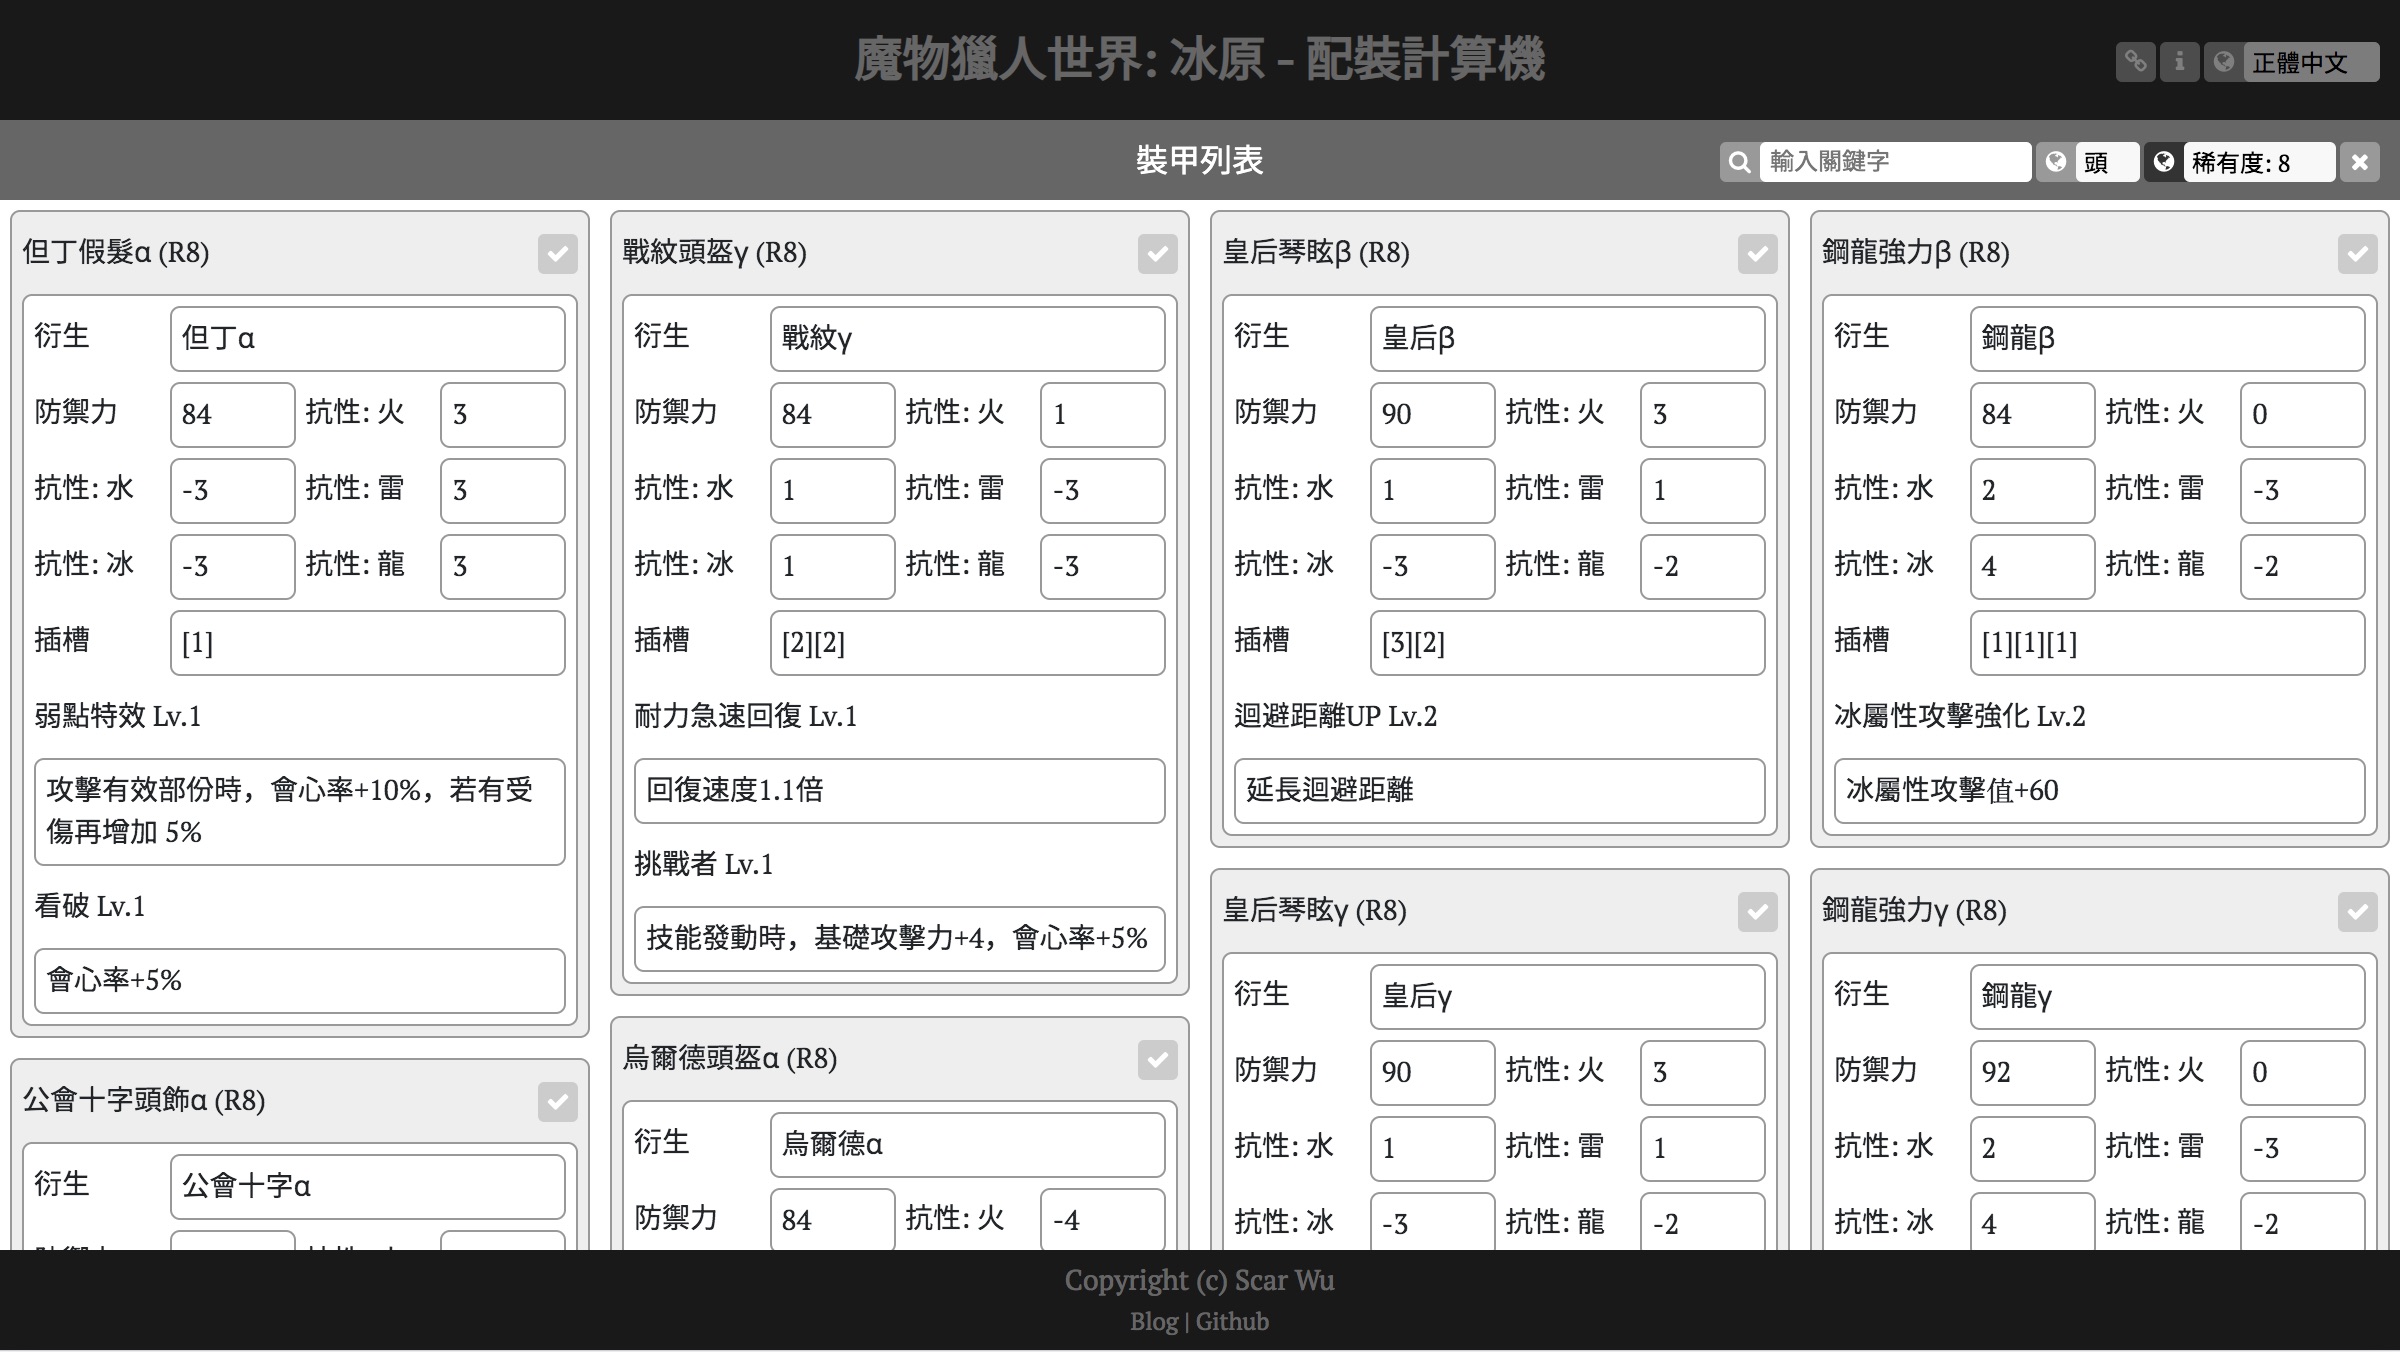 魔物獵人世界: 冰原 - 配裝計算機
正體中文
裝甲列表
輸入關鍵字
頭
稀有度: 8
但丁假髮α (R8)
衍生 但丁α
防禦力 84 抗性: 火 3
抗性: 水 -3 抗性: 雷 3
抗性: 冰 -3 抗性: 龍 3
插槽 [1]
弱點特效 Lv.1
攻擊有效部份時，會心率+10%，若有受
傷再增加 5%
看破 Lv.1
會心率+5%
公會十字頭飾α (R8)
衍生 公會十字α
戰紋頭盔γ (R8)
衍生 戰紋γ
防禦力 84 抗性: 火 1
抗性: 水 1 抗性: 雷 -3
抗性: 冰 1 抗性: 龍 -3
插槽 [2][2]
耐力急速回復 Lv.1
回復速度1.1倍
挑戰者 Lv.1
技能發動時，基礎攻擊力+4，會心率+5%
烏爾德頭盔α (R8)
衍生 烏爾德α
防禦力 84 抗性: 火 -4
皇后琴眩β (R8)
衍生 皇后β
防禦力 90 抗性: 火 3
抗性: 水 1 抗性: 雷 1
抗性: 冰 -3 抗性: 龍 -2
插槽 [3][2]
迴避距離UP Lv.2
延長迴避距離
皇后琴眩γ (R8)
衍生 皇后γ
防禦力 90 抗性: 火 3
抗性: 水 1 抗性: 雷 1
抗性: 冰 -3 抗性: 龍 -2
鋼龍強力β (R8)
衍生 鋼龍β
防禦力 84 抗性: 火 0
抗性: 水 2 抗性: 雷 -3
抗性: 冰 4 抗性: 龍 -2
插槽 [1][1][1]
冰屬性攻擊強化 Lv.2
冰屬性攻擊值+60
鋼龍強力γ (R8)
衍生 鋼龍γ
防禦力 92 抗性: 火 0
抗性: 水 2 抗性: 雷 -3
抗性: 冰 4 抗性: 龍 -2
Copyright (c) Scar Wu
Blog | Github